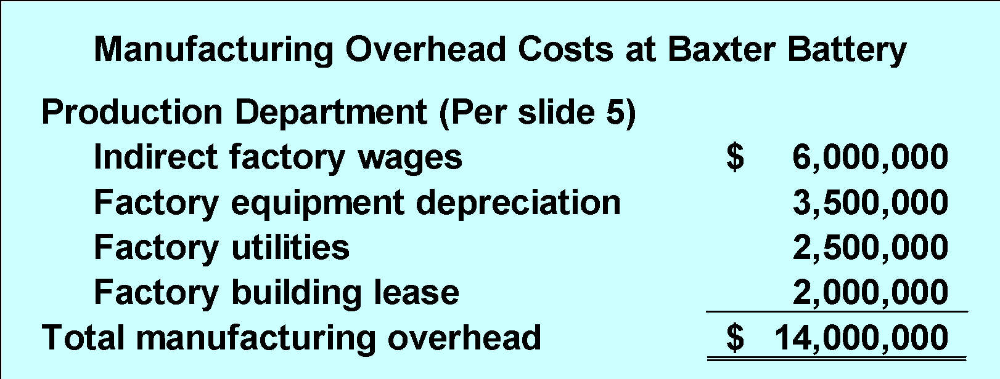 Manufacturing Overhead Costs at Baxter Battery
Production Department (Per slide 5)
Indirect factory wages $ 6,000,000
Factory equipment depreciation 3,500,000
Factory utilities 2,500,000
Factory building lease 2,000,000
Total manufacturing overhead $ 14,000,000